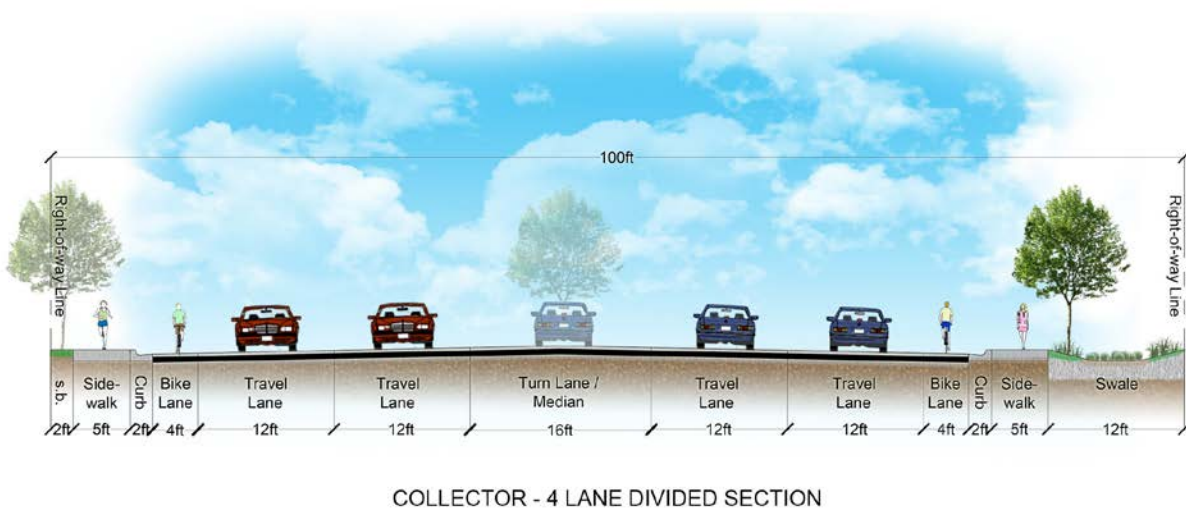 100ft
Right-of-way Line
Right-of-way Line
s.b.
Side-
walk
Curb
Bike
Lane
Travel
Lane
Travel
Lane
Turn Lane /
Median
Travel
Lane
Travel
Lane
Bike
Lane
Curb
Side-
walk
Swale
2ft 5ft 2ft 4ft 12ft 12ft 16ft 12ft 12ft 4ft 2ft 5ft 12ft
COLLECTOR - 4 LANE DIVIDED SECTION